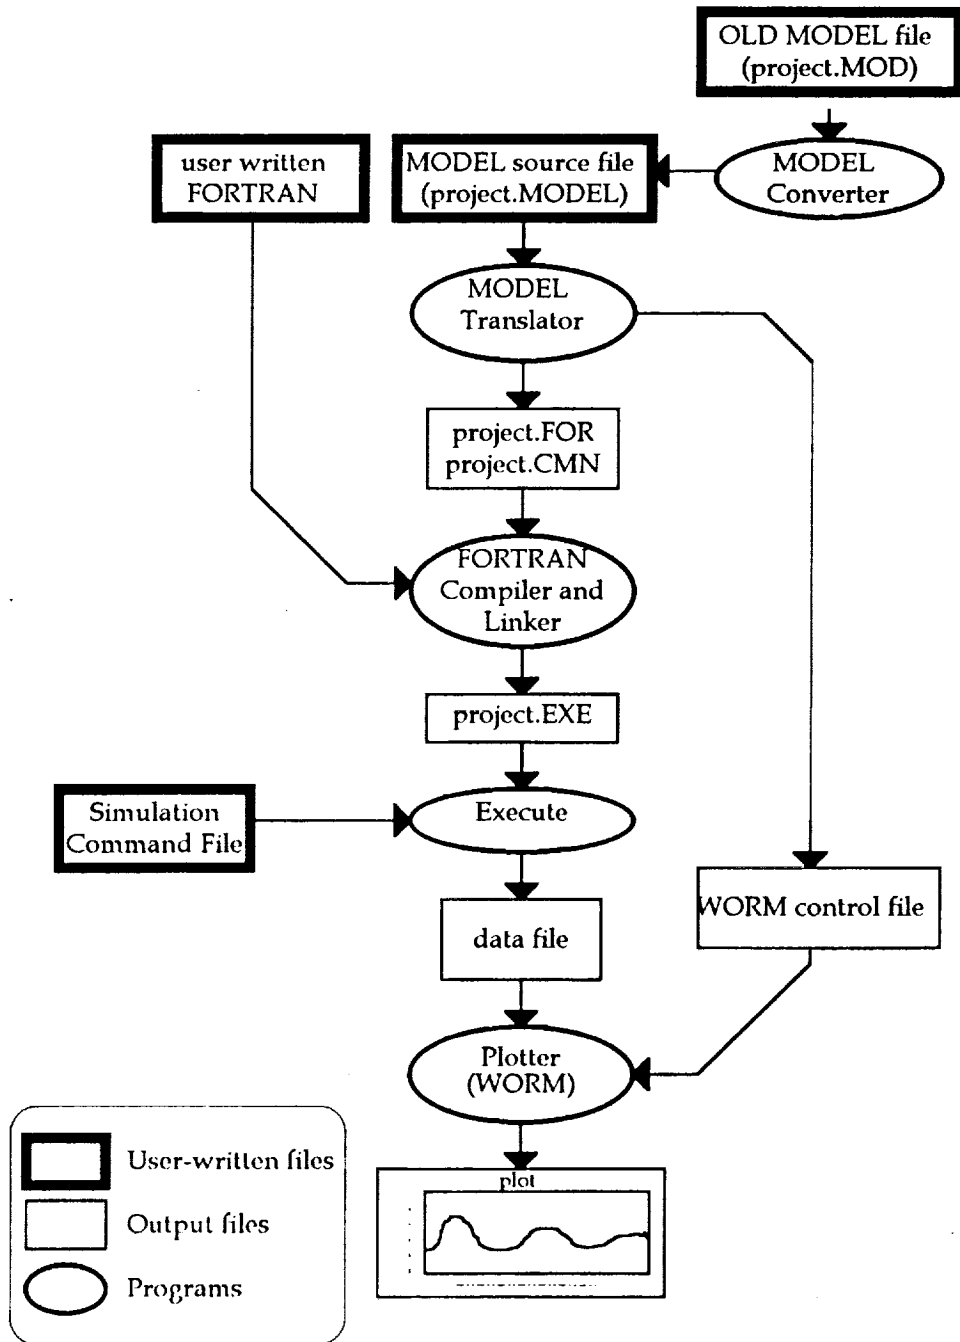 OLD MODEL file
(project.MOD)
user written
FORTRAN
MODEL source file
(project.MODEL)
MODEL
Converter
MODEL
Translator
project.FOR
project.CMN
FORTRAN
Compiler and
Linker
project.EXE
Simulation
Command File
Execute
data file
WORM control file
Plotter
(WORM)
plot
User-written files
Output files
Programs